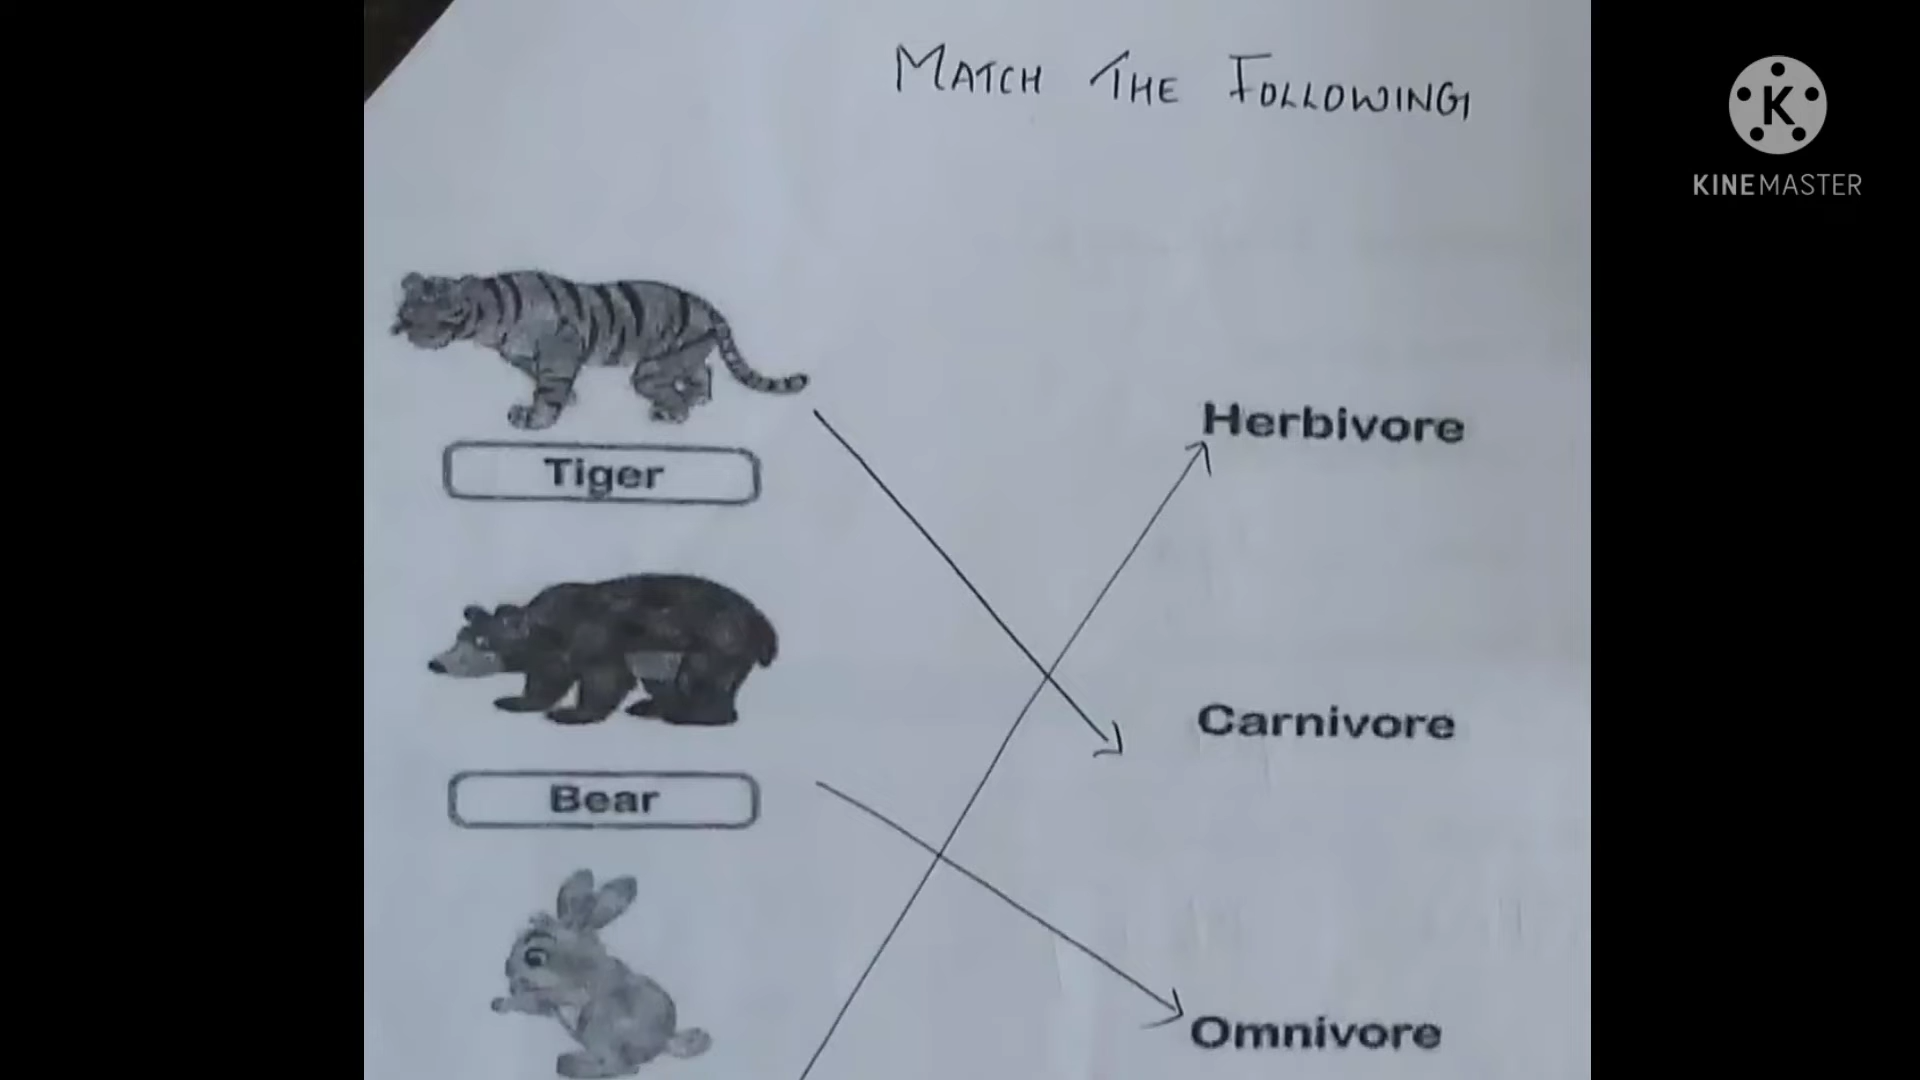 MATCH THE FOLLOWING
KINEMASTER
Tiger
Herbivore
Bear
Carnivore
Omnivore